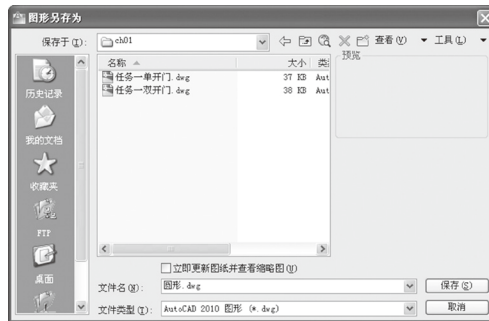 图形另存为
保存于(I): ch01 查看(V) 工具(L)
名称 大小 类
预览
任务一单开门.dwg 37 KB Aut
任务一双开门.dwg 38 KB Aut
历史记录
我的文档
收藏夹
FTP
桌面
立即更新图纸并查看缩略图(U)
文件名(N): 图形.dwg 保存(S)
文件类型(T): AutoCAD 2010 图形 (*.dwg) 取消